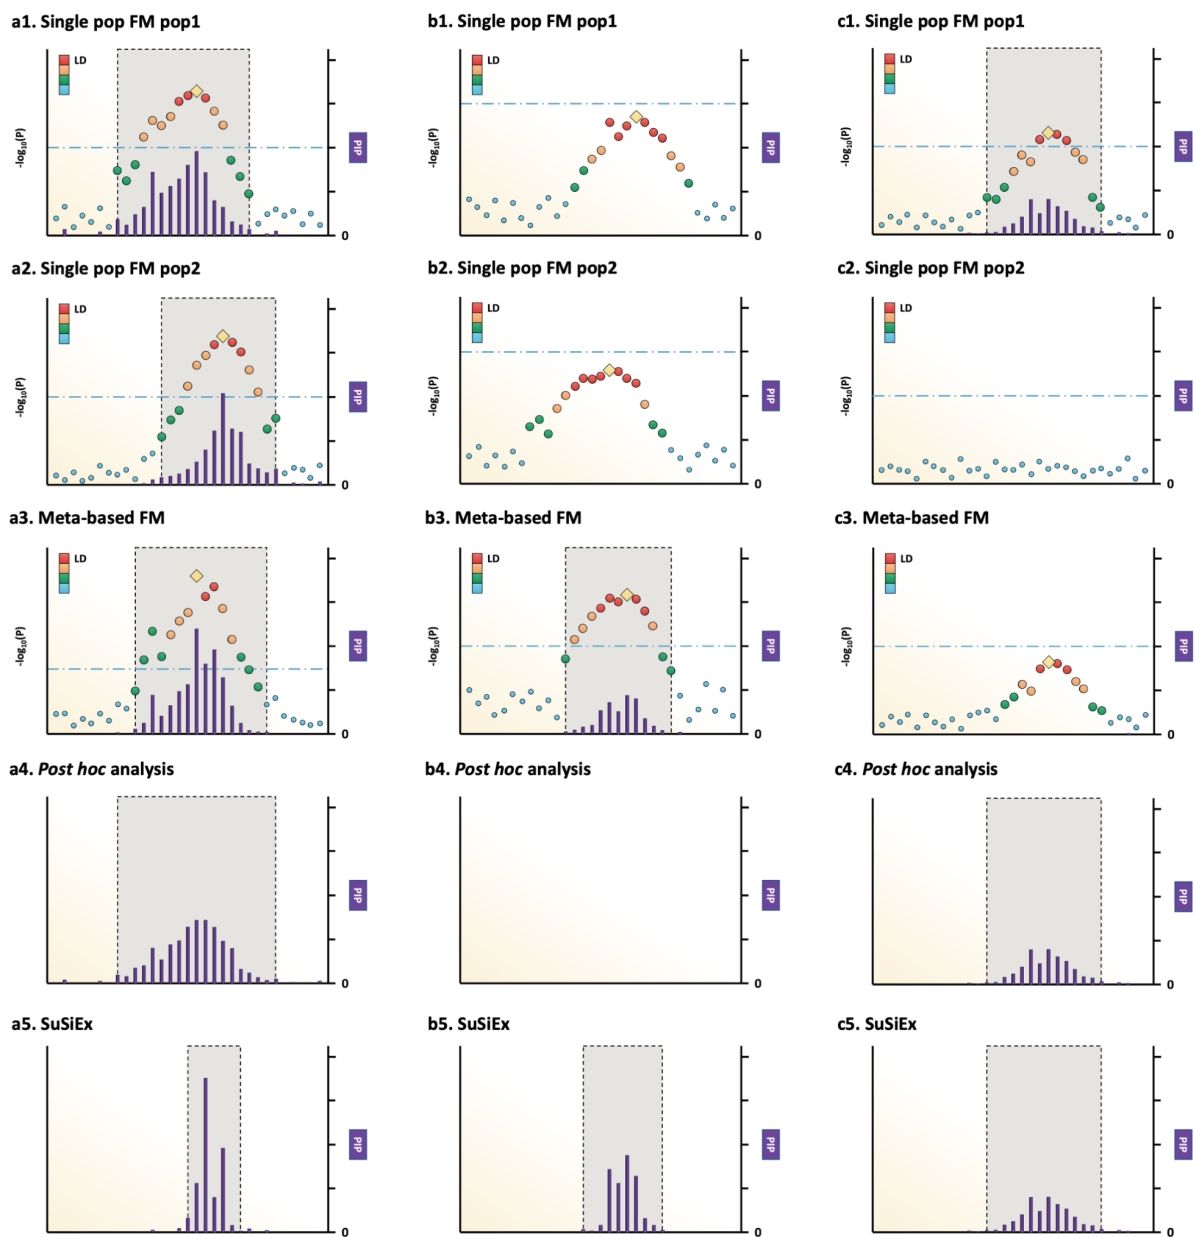 a1. Single pop FM pop1
b1. Single pop FM pop1
c1. Single pop FM pop1
LD
-log10(P)
PIP
0
-log10(P)
PIP
0
LD
LD
-log10(P)
PIP
0
a2. Single pop FM pop2
b2. Single pop FM pop2
c2. Single pop FM pop2
LD
-log10(P)
PIP
0
LD
-log10(P)
PIP
0
LD
-log10(P)
PIP
0
a3. Meta-based FM
b3. Meta-based FM
c3. Meta-based FM
LD
-log10(P)
PIP
0
LD
-log10(P)
PIP
0
LD
-log10(P)
PIP
0
a4. Post hoc analysis
b4. Post hoc analysis
c4. Post hoc analysis
PIP
0
PIP
0
PIP
0
a5. SuSiEx
b5. SuSiEx
c5. SuSiEx
PIP
0
PIP
0
PIP
0